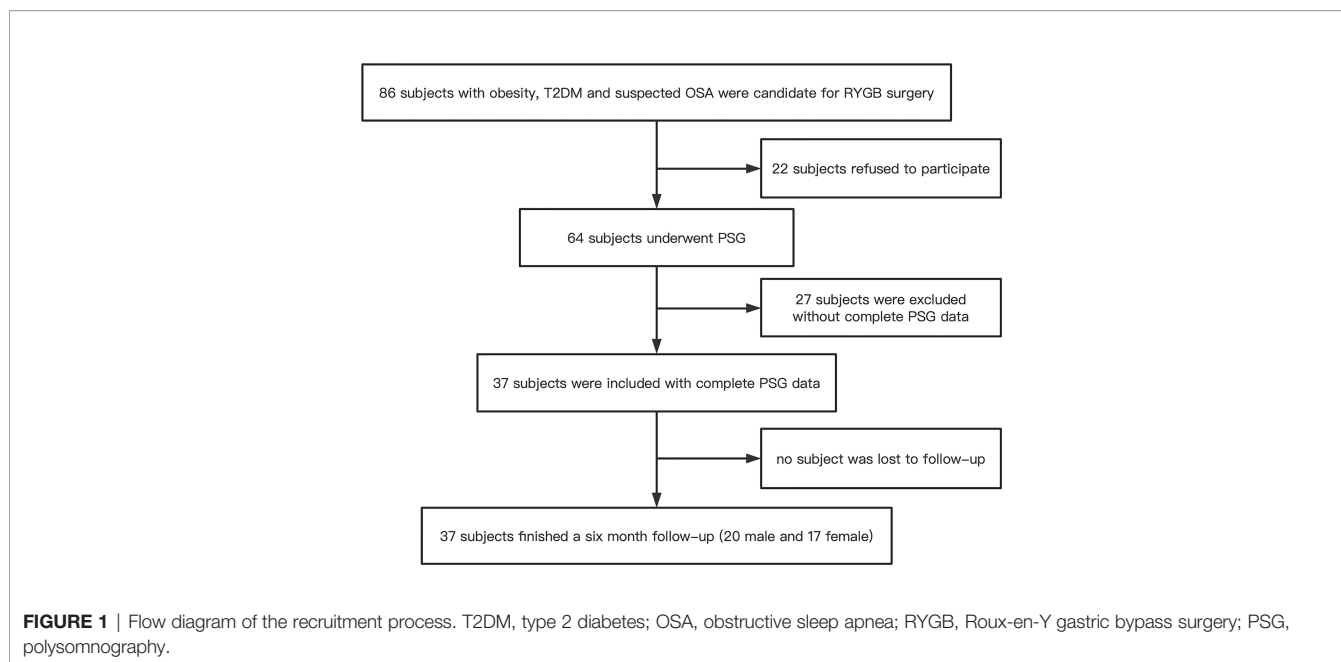 86 subjects with obesity, T2DM and suspected OSA were candidate for RYGB surgery
22 subjects refused to participate
64 subjects underwent PSG
27 subjects were excluded
without complete PSG data
37 subjects were included with complete PSG data
no subject was lost to follow-up
37 subjects finished a six month follow-up (20 male and 17 female)
FIGURE 1 | Flow diagram of the recruitment process. T2DM, type 2 diabetes; OSA, obstructive sleep apnea; RYGB, Roux-en-Y gastric bypass surgery; PSG,
polysomnography.